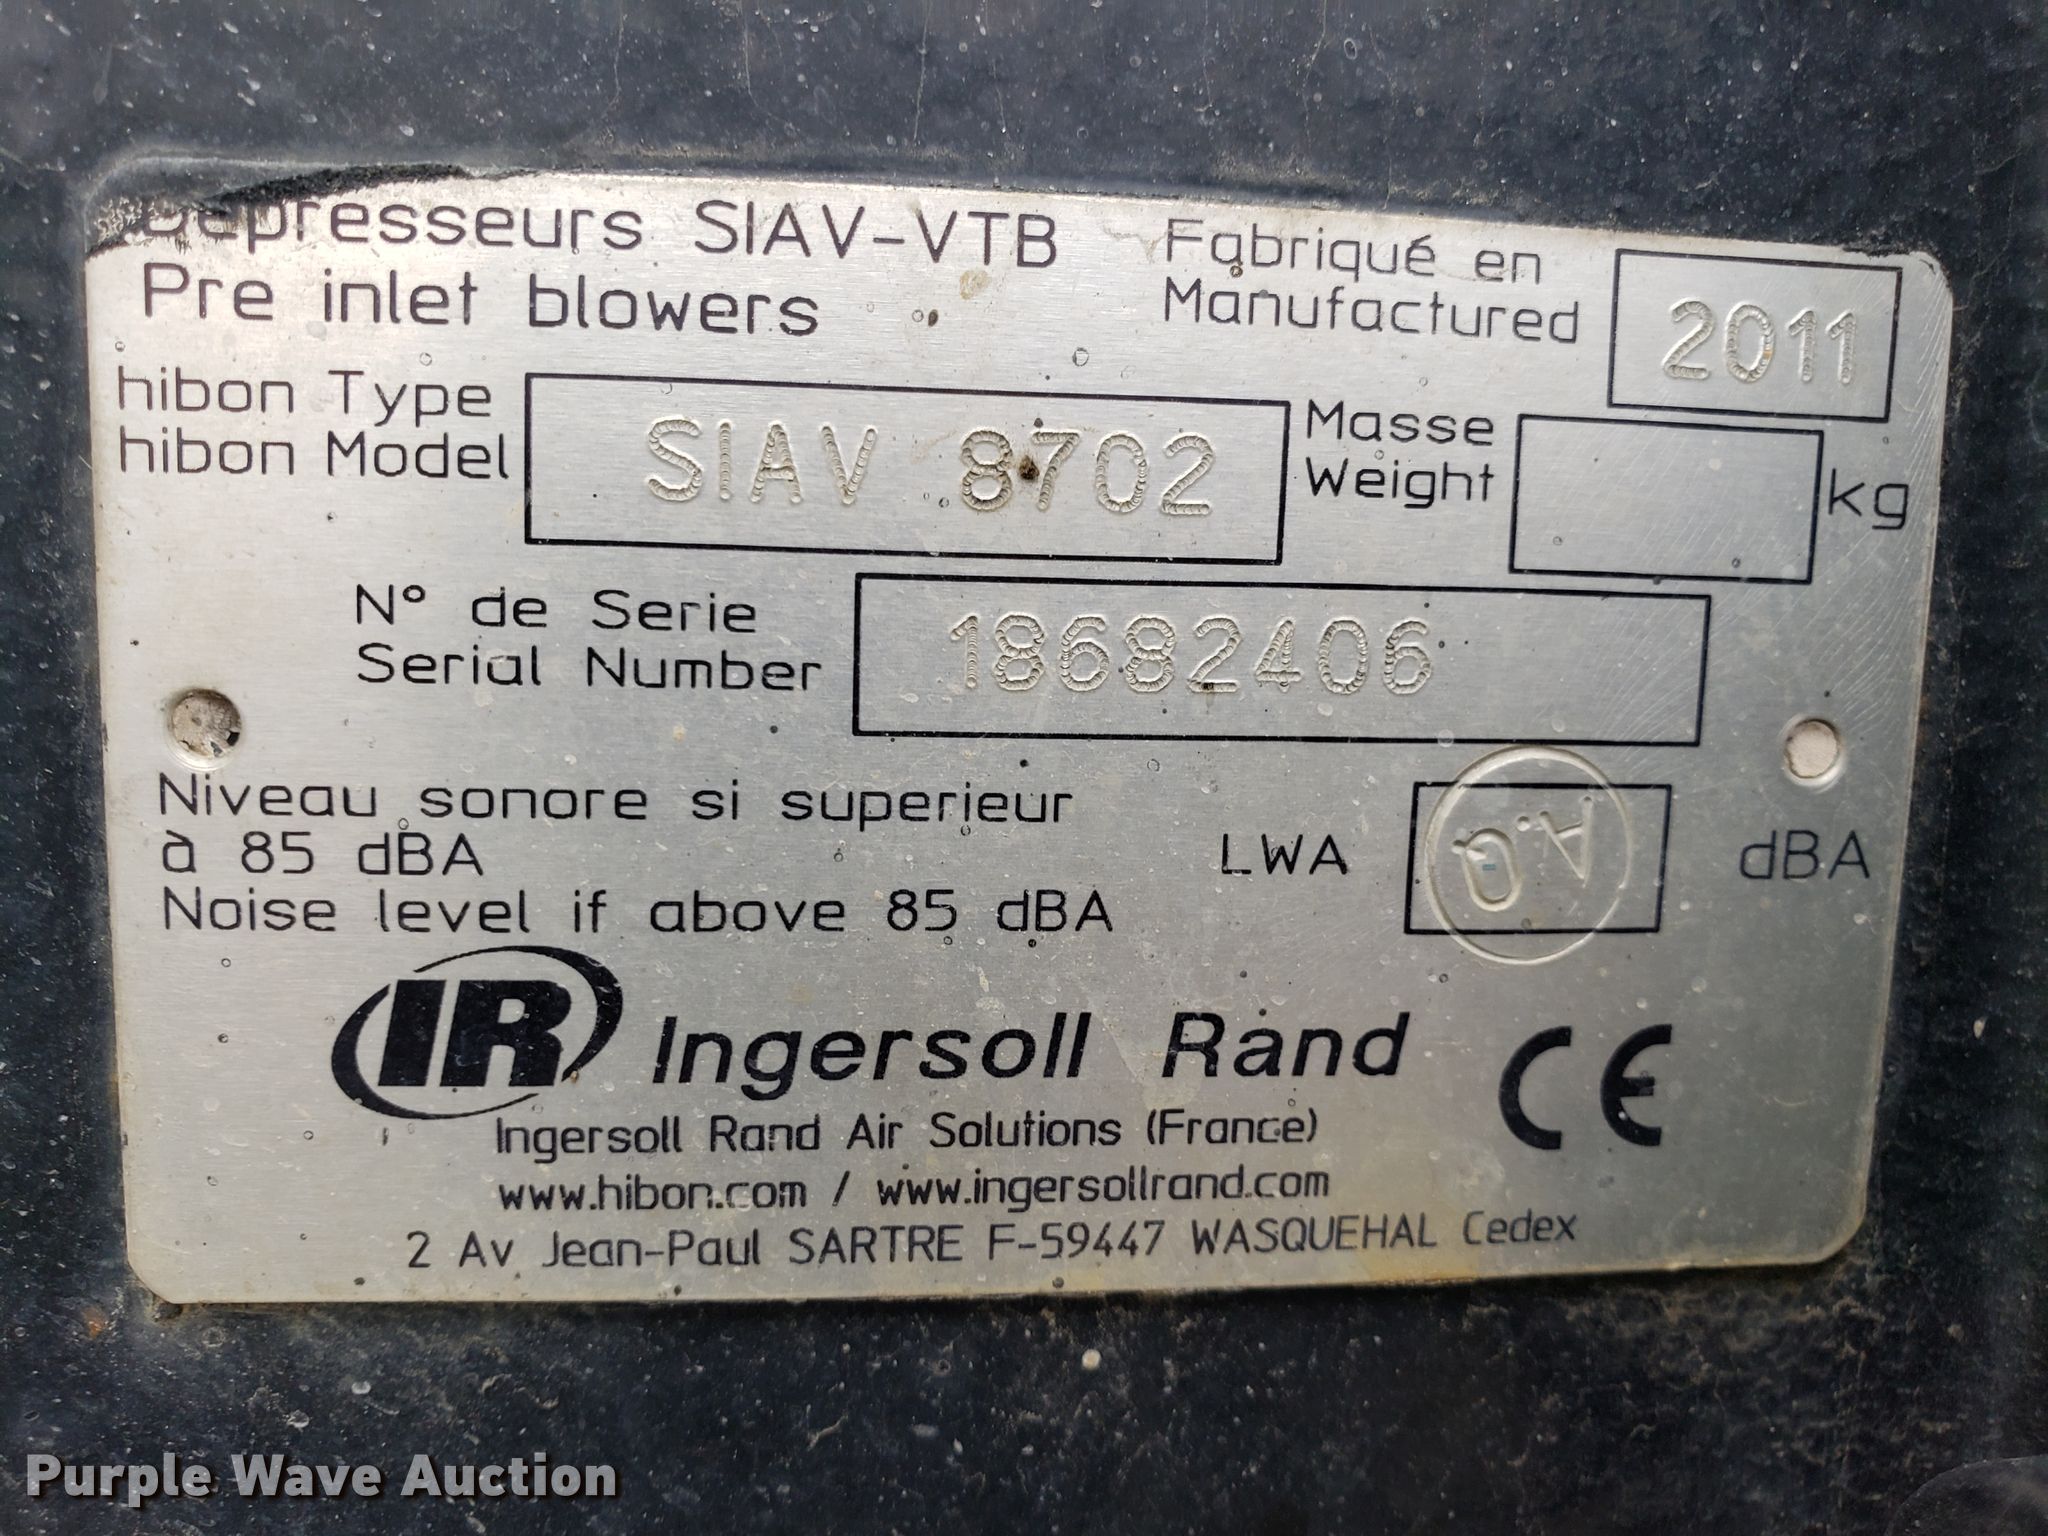 Dépresseurs SIAV-VTB
Pre inlet blowers
Fabriqué en
Manufactured
2011
hibon Type
hibon Model
SIAV 8702
Masse
Weight
kg
N° de Serie
Serial Number
18682406
Niveau sonore si superieur
à 85 dBA
Noise level if above 85 dBA
LWA
A.Q
dBA
IR Ingersoll Rand
CE
Ingersoll Rand Air Solutions (France)
www.hibon.com / www.ingersollrand.com
2 Av Jean-Paul SARTRE F-59447 WASQUEHAL Cedex
Purple Wave Auction